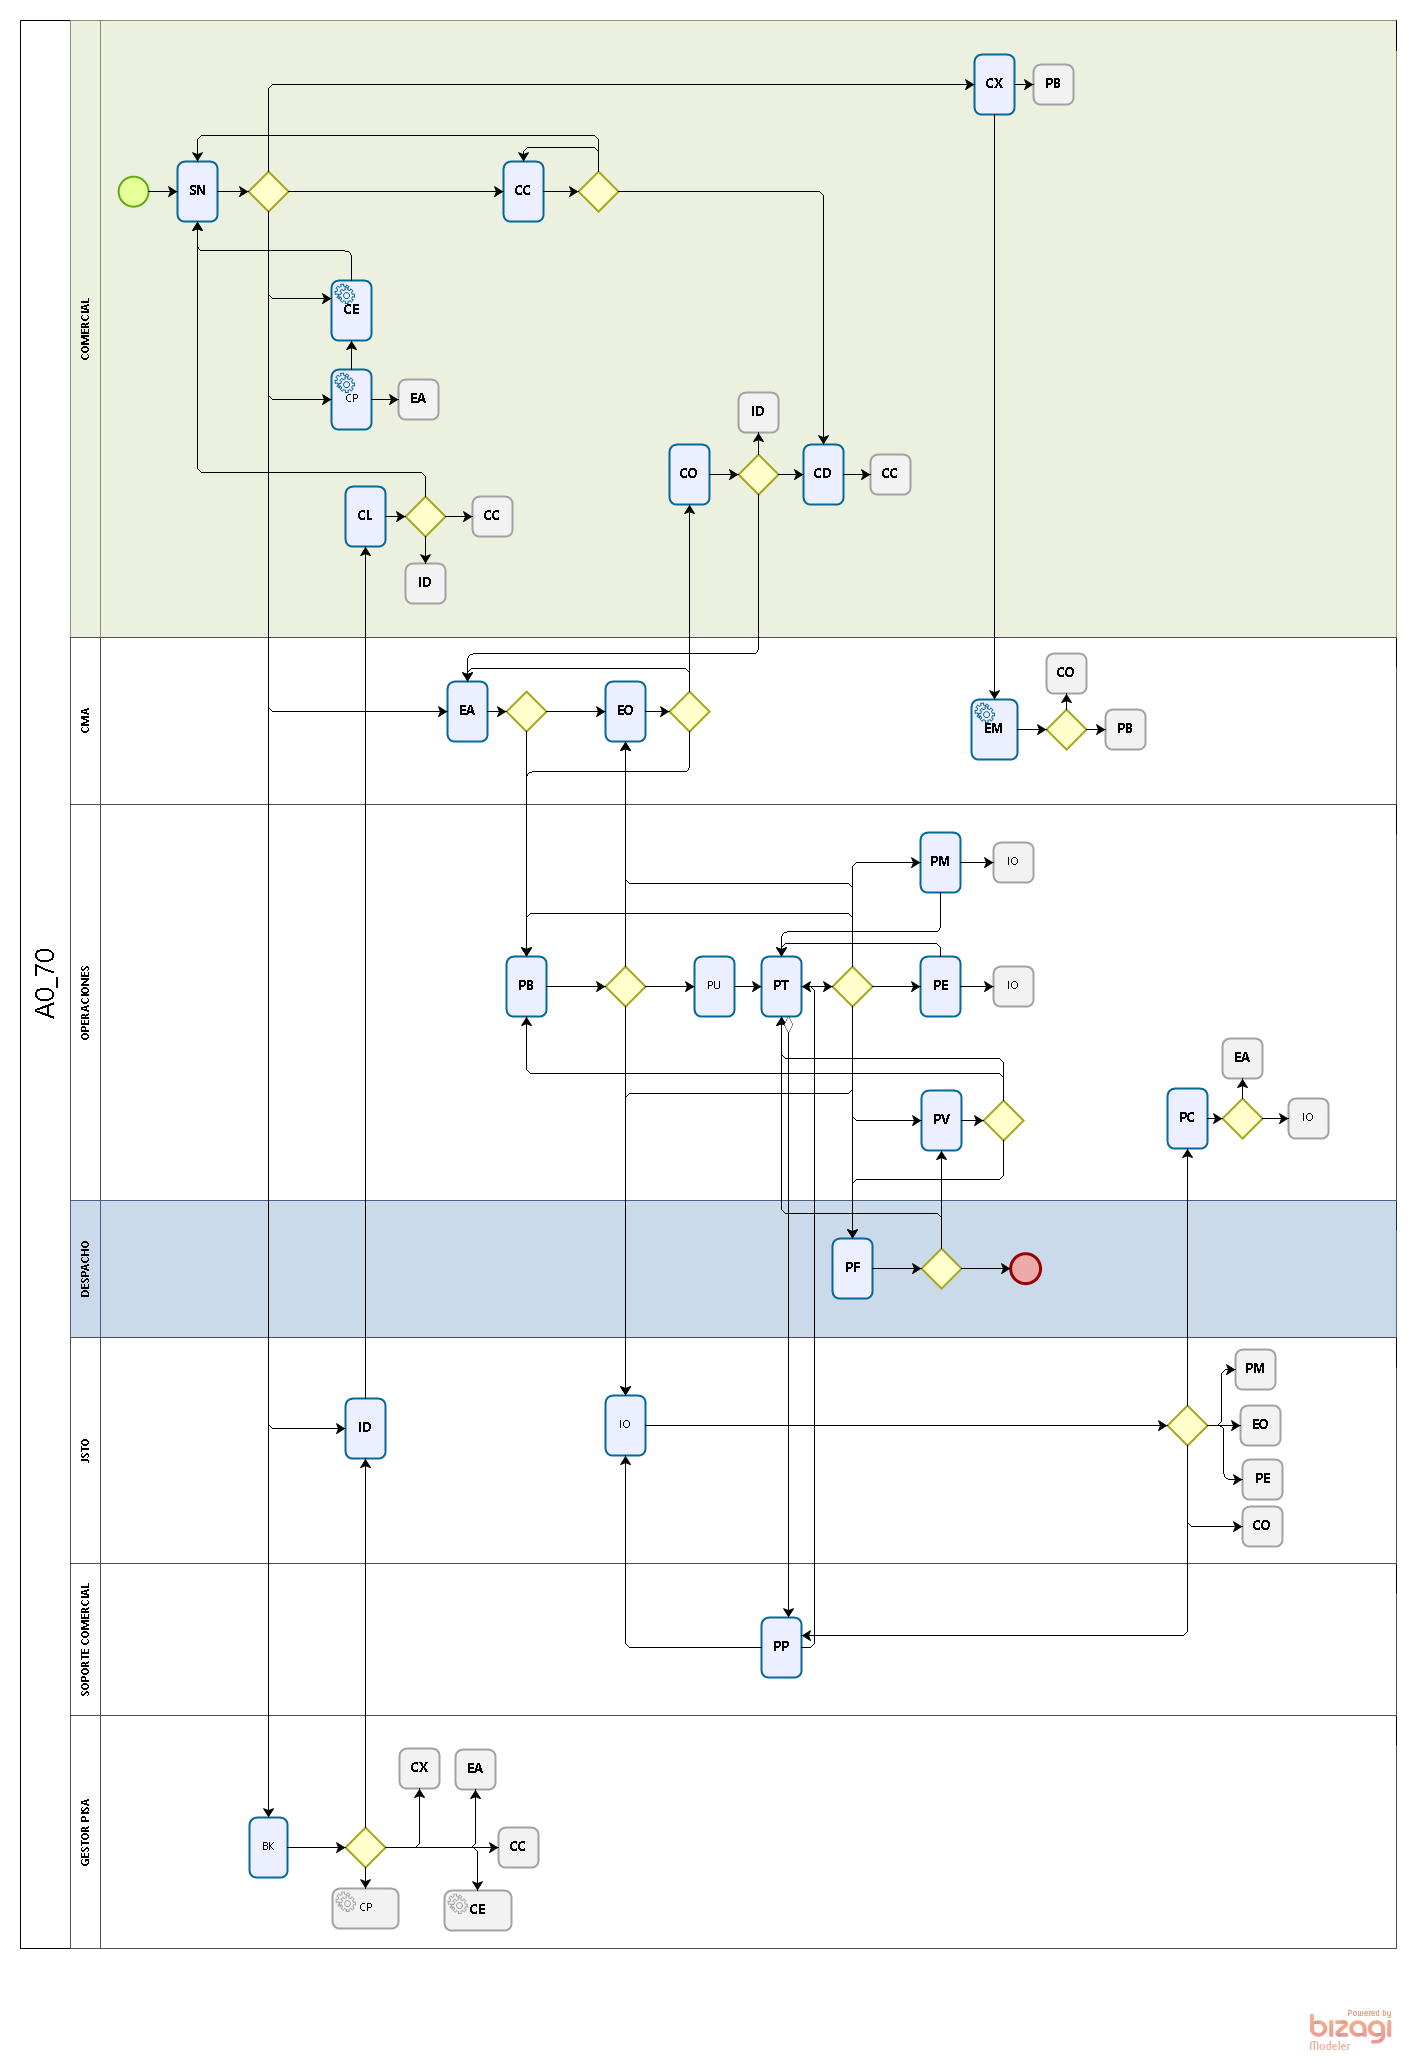 A0_70
COMERCIAL
CX
PB
SN
CC
CE
CP
EA
ID
CO
CD
CC
CL
CC
ID
CMA
CO
EA
EO
EM
PB
OPERACIONES
PM
IO
PB
PU
PT
PE
IO
EA
PV
PC
IO
DESPACHO
PF
JSTO
PM
ID
IO
EO
PE
CO
SOPORTE COMERCIAL
PP
GESTOR PISA
CX
EA
BK
CC
CP
CE
Powered by
bizagi
Modeler